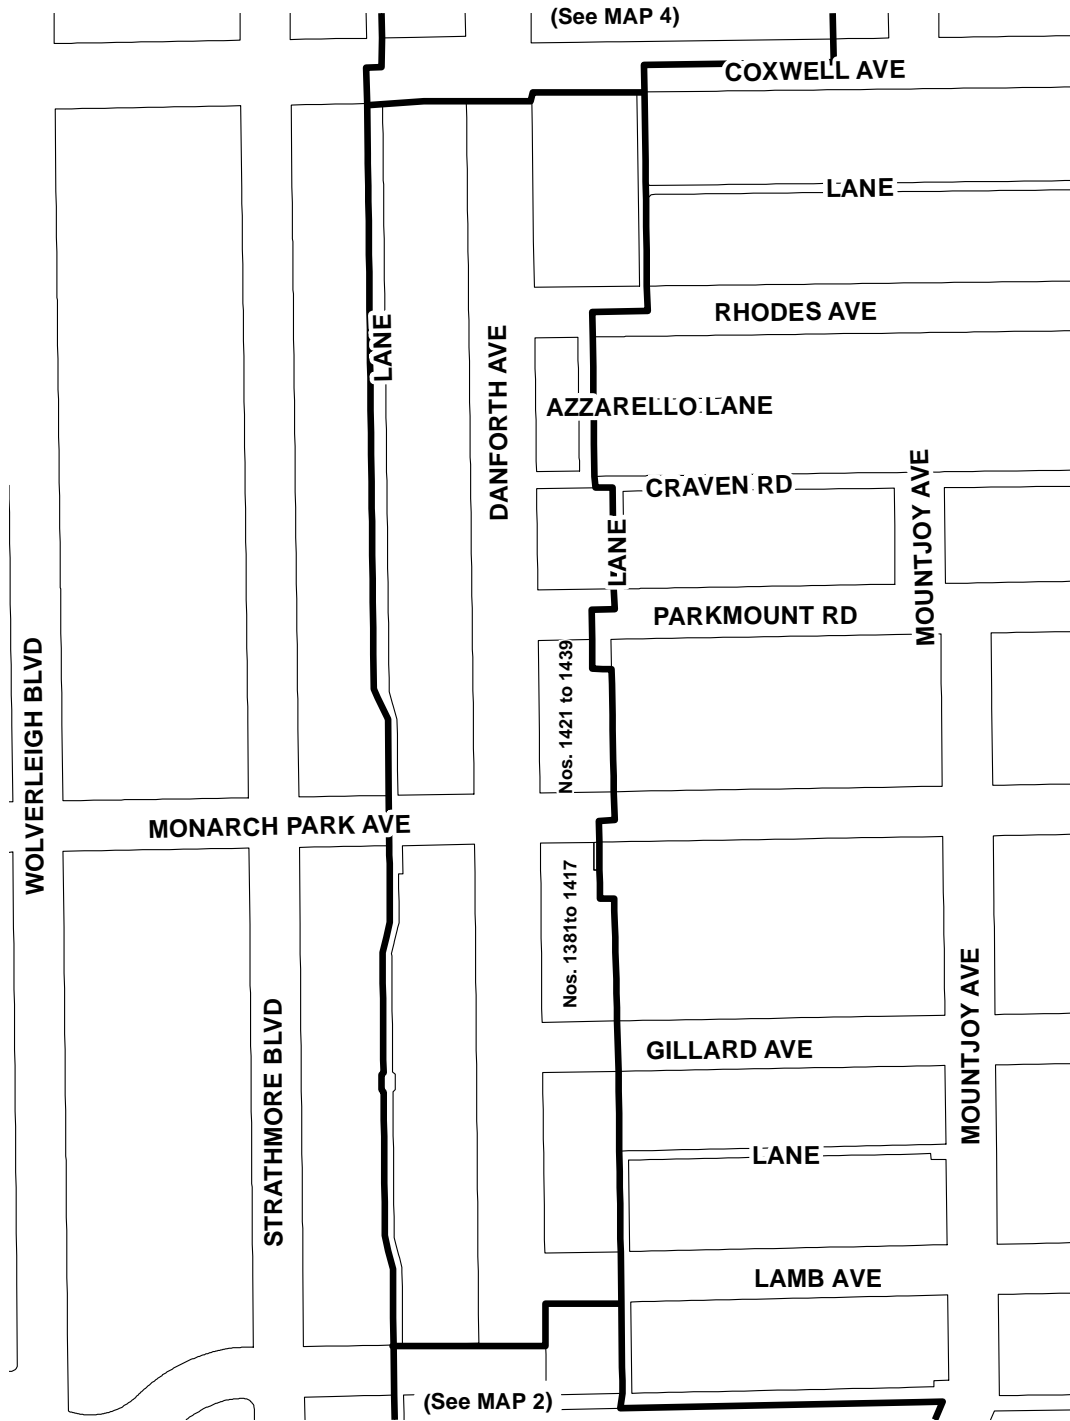 (See MAP 4)
COXWELL AVE
LANE
RHODES AVE
LANE
DANFORTH AVE
AZZARELLO LANE
CRAVEN RD
MOUNTJOY AVE
LANE
PARKMOUNT RD
Nos. 1421 to 1439
WOLVERLEIGH BLVD
MONARCH PARK AVE
Nos. 1381to 1417
MOUNTJOY AVE
STRATHMORE BLVD
GILLARD AVE
LANE
LAMB AVE
(See MAP 2)